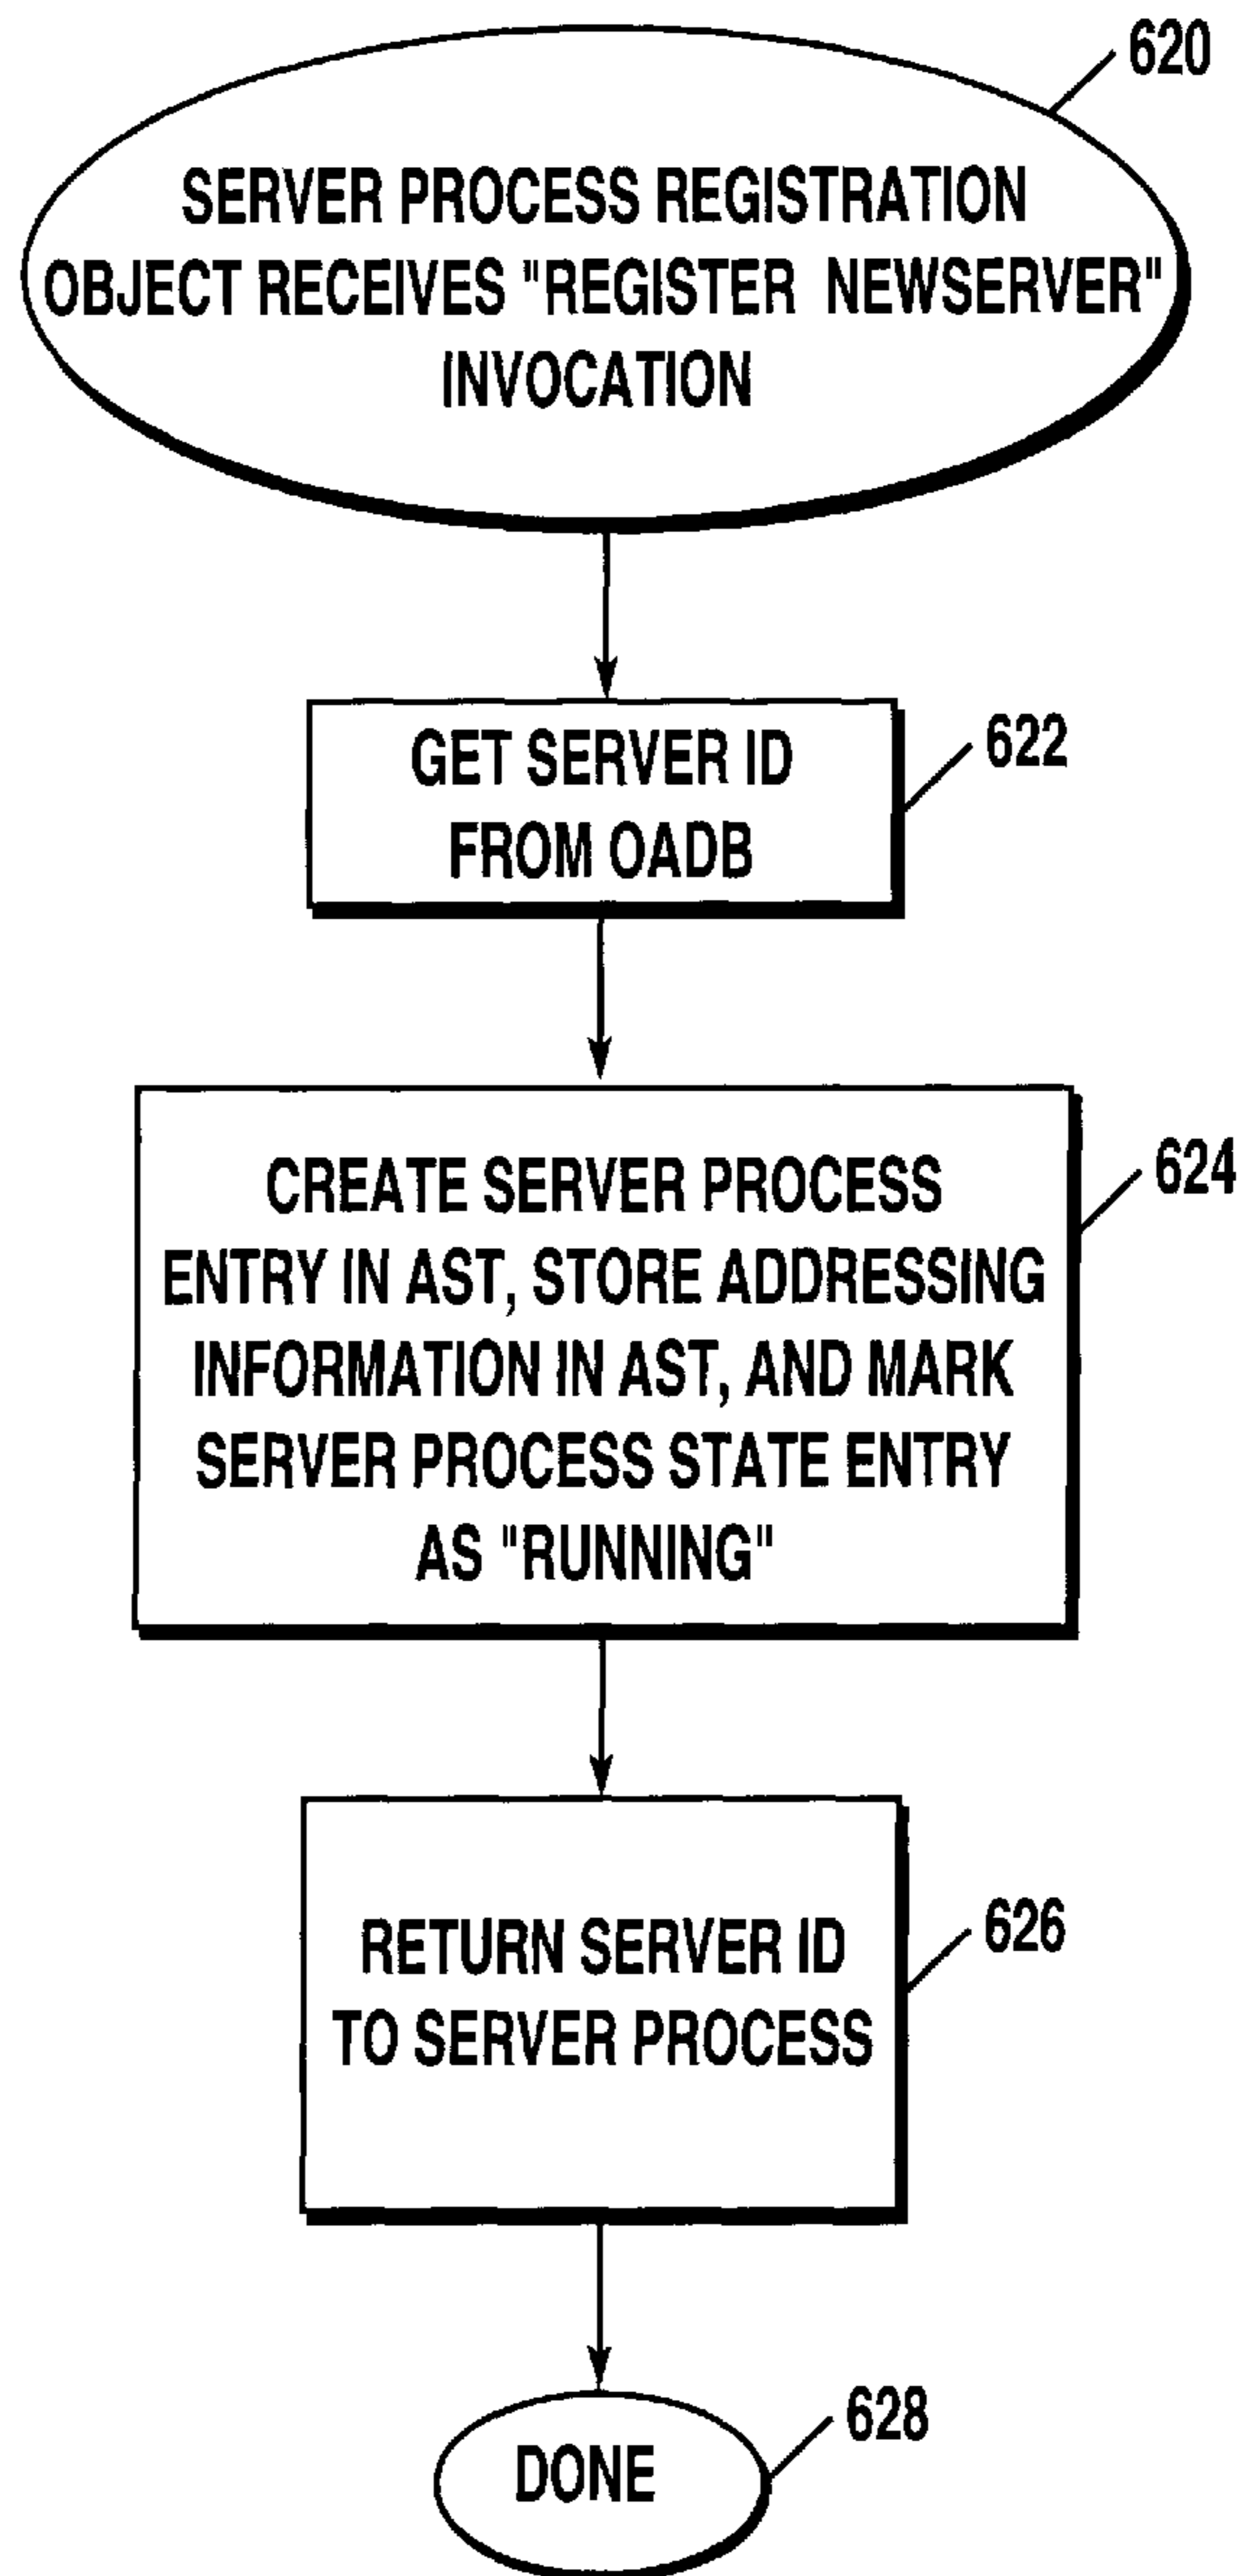 620
SERVER PROCESS REGISTRATION
OBJECT RECEIVES "REGISTER NEWSERVER"
INVOCATION
622
GET SERVER ID
FROM OADB
624
CREATE SERVER PROCESS
ENTRY IN AST, STORE ADDRESSING
INFORMATION IN AST, AND MARK
SERVER PROCESS STATE ENTRY
AS "RUNNING"
626
RETURN SERVER ID
TO SERVER PROCESS
628
DONE